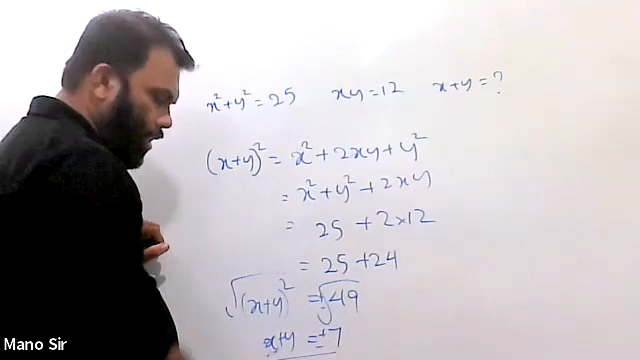 x²+y²=25 xy=12 x+y=?
(x+y)²=x²+2xy+y²
=x²+y²+2xy
= 25+2×12
= 25+24
√(x+y)² =±√49
x+y =±7
Mano Sir